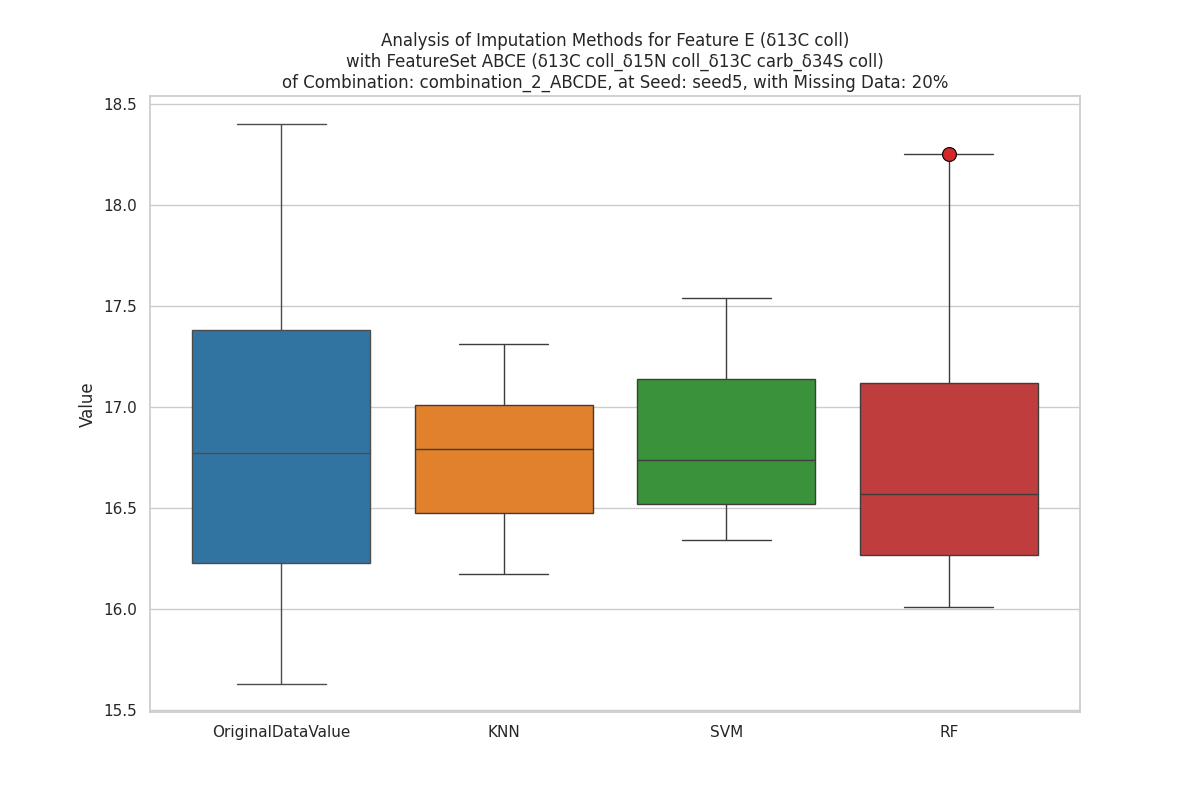 Analysis of Imputation Methods for Feature E (δ13C coll)
with FeatureSet ABCE (δ13C coll_δ15N coll_δ13C carb_δ34S coll)
of Combination: combination_2_ABCDE, at Seed: seed5, with Missing Data: 20%
18.5
18.0
17.5
17.0
16.5
16.0
15.5
Value
OriginalDataValue
KNN
SVM
RF